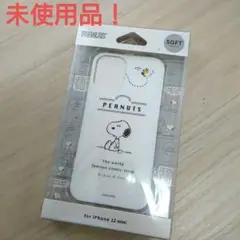 未使用品！
PEANUTS
SOFT
PEANUTS
The world
famous comic strip
for iPhone 12 mini